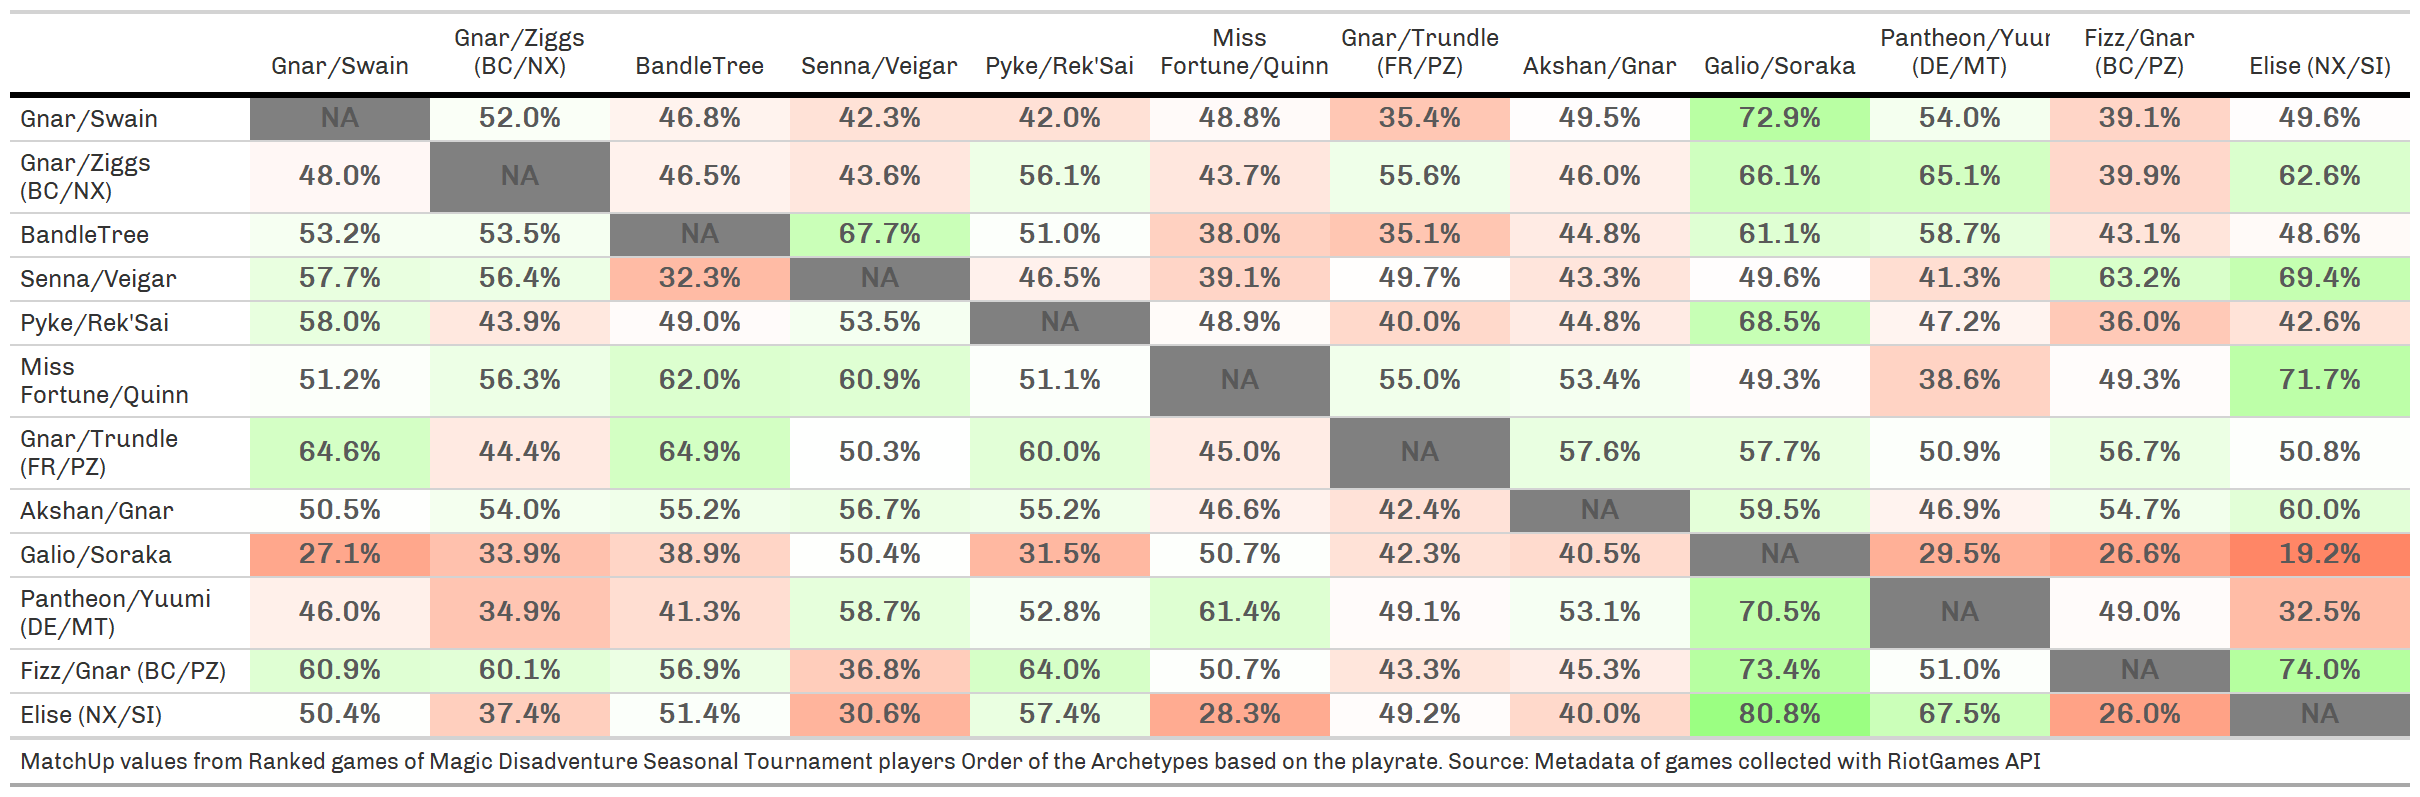 Gnar/Swain Gnar/Ziggs (BC/NX) BandleTree Senna/Veigar Pyke/Rek'Sai Miss Fortune/Quinn Gnar/Trundle (FR/PZ) Akshan/Gnar Galio/Soraka Pantheon/Yuur (DE/MT) Fizz/Gnar (BC/PZ) Elise (NX/SI)
Gnar/Swain NA 52.0% 46.8% 42.3% 42.0% 48.8% 35.4% 49.5% 72.9% 54.0% 39.1% 49.6%
Gnar/Ziggs (BC/NX) 48.0% NA 46.5% 43.6% 56.1% 43.7% 55.6% 46.0% 66.1% 65.1% 39.9% 62.6%
BandleTree 53.2% 53.5% NA 67.7% 51.0% 38.0% 35.1% 44.8% 61.1% 58.7% 43.1% 48.6%
Senna/Veigar 57.7% 56.4% 32.3% NA 46.5% 39.1% 49.7% 43.3% 49.6% 41.3% 63.2% 69.4%
Pyke/Rek'Sai 58.0% 43.9% 49.0% 53.5% NA 48.9% 40.0% 44.8% 68.5% 47.2% 36.0% 42.6%
Miss Fortune/Quinn 51.2% 56.3% 62.0% 60.9% 51.1% NA 55.0% 53.4% 49.3% 38.6% 49.3% 71.7%
Gnar/Trundle (FR/PZ) 64.6% 44.4% 64.9% 50.3% 60.0% 45.0% NA 57.6% 57.7% 50.9% 56.7% 50.8%
Akshan/Gnar 50.5% 54.0% 55.2% 56.7% 55.2% 46.6% 42.4% NA 59.5% 46.9% 54.7% 60.0%
Galio/Soraka 27.1% 33.9% 38.9% 50.4% 31.5% 50.7% 42.3% 40.5% NA 29.5% 26.6% 19.2%
Pantheon/Yuumi (DE/MT) 46.0% 34.9% 41.3% 58.7% 52.8% 61.4% 49.1% 53.1% 70.5% NA 49.0% 32.5%
Fizz/Gnar (BC/PZ) 60.9% 60.1% 56.9% 36.8% 64.0% 50.7% 43.3% 45.3% 73.4% 51.0% NA 74.0%
Elise (NX/SI) 50.4% 37.4% 51.4% 30.6% 57.4% 28.3% 49.2% 40.0% 80.8% 67.5% 26.0% NA
MatchUp values from Ranked games of Magic Disadventure Seasonal Tournament players Order of the Archetypes based on the playrate. Source: Metadata of games collected with RiotGames API